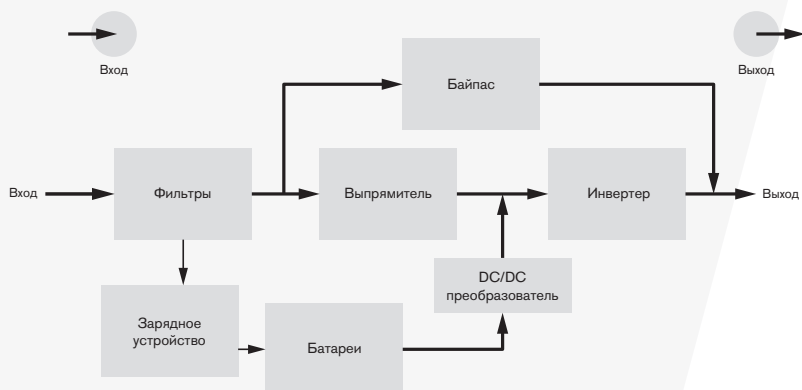 Вход
Выход
Байпас
Вход
Фильтры
Выпрямитель
Инвертер
Выход
DC/DC
преобразователь
Зарядное
устройство
Батареи